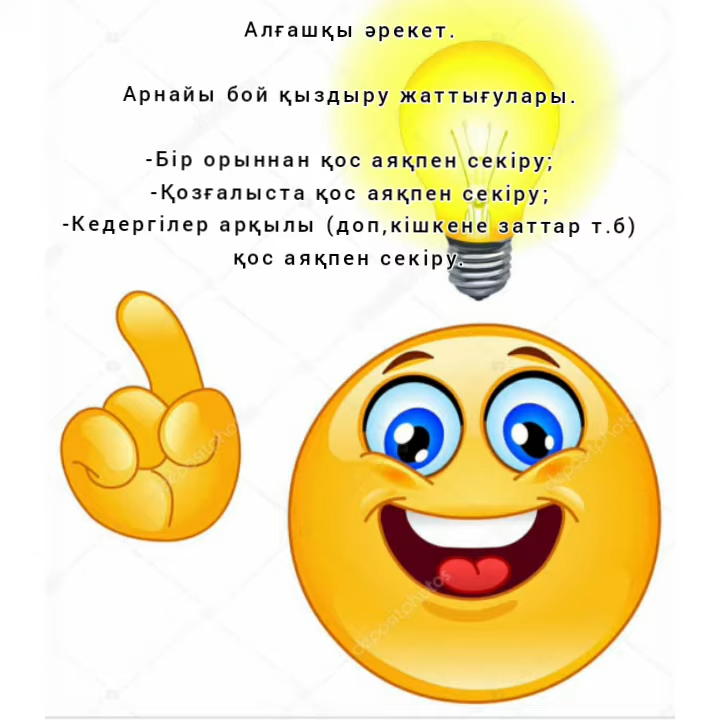 Алғашқы әрекет.
Арнайы бой қыздыру жаттығулары.
-Бір орыннан қос аяқпен секіру;
-Қозғалыста қос аяқпен секіру;
-Кедергілер арқылы (доп,кішкене заттар т.б)
қос аяқпен секіру.
depositphotos